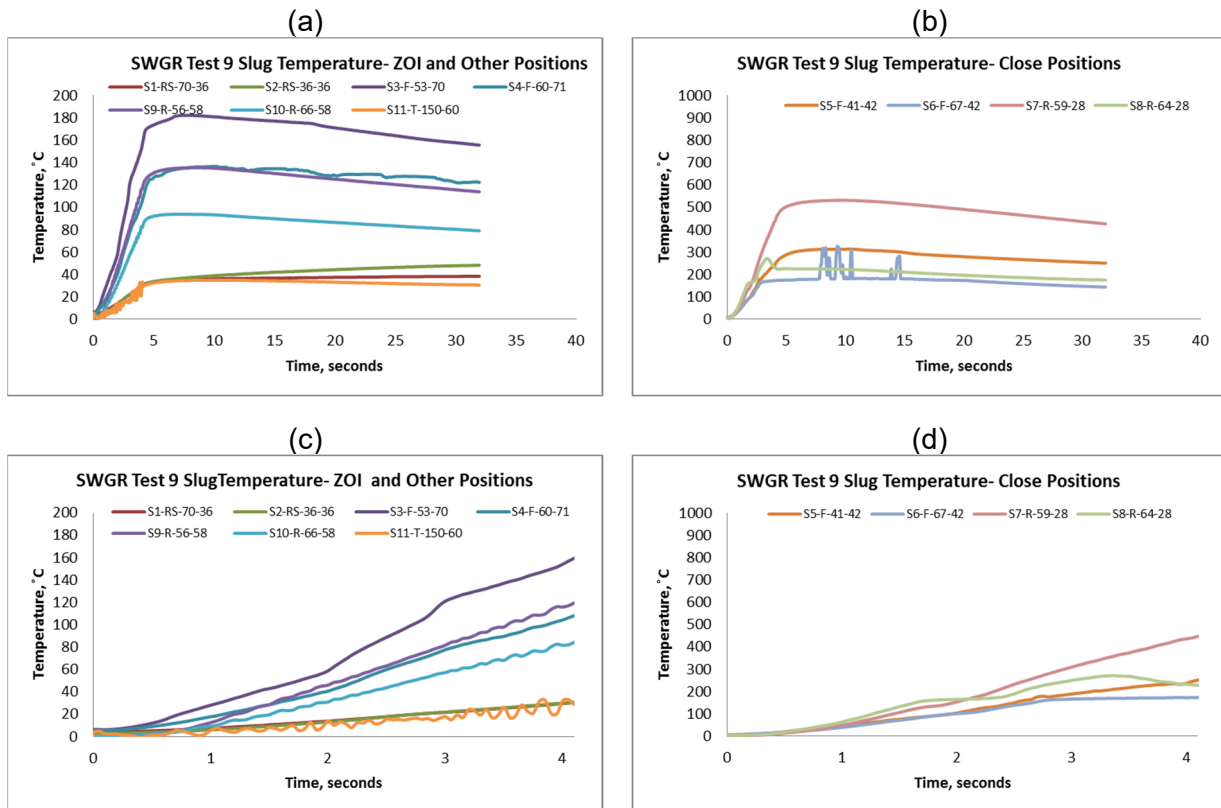 (a)
SWGR Test 9 Slug Temperature- ZOI and Other Positions
S1-RS-70-36 S2-RS-36-36 S3-F-53-70 S4-F-60-71
S9-R-56-58 S10-R-66-58 S11-T-150-60
Temperature,°C
200
180
160
140
120
100
80
60
40
20
0
0 5 10 15 20 25 30 35 40
Time, seconds
(b)
SWGR Test 9 Slug Temperature- Close Positions
S5-F-41-42 S6-F-67-42 S7-R-59-28 S8-R-64-28
Temperature,°C
1000
900
800
700
600
500
400
300
200
100
0
0 5 10 15 20 25 30 35 40
Time, seconds
(c)
SWGR Test 9 SlugTemperature- ZOI and Other Positions
S1-RS-70-36 S2-RS-36-36 S3-F-53-70 S4-F-60-71
S9-R-56-58 S10-R-66-58 S11-T-150-60
Temperature,°C
200
180
160
140
120
100
80
60
40
20
0
0 1 2 3 4
Time, seconds
(d)
SWGR Test 9 Slug Temperature- Close Positions
S5-F-41-42 S6-F-67-42 S7-R-59-28 S8-R-64-28
Temperature,°C
1000
900
800
700
600
500
400
300
200
100
0
0 1 2 3 4
Time, seconds